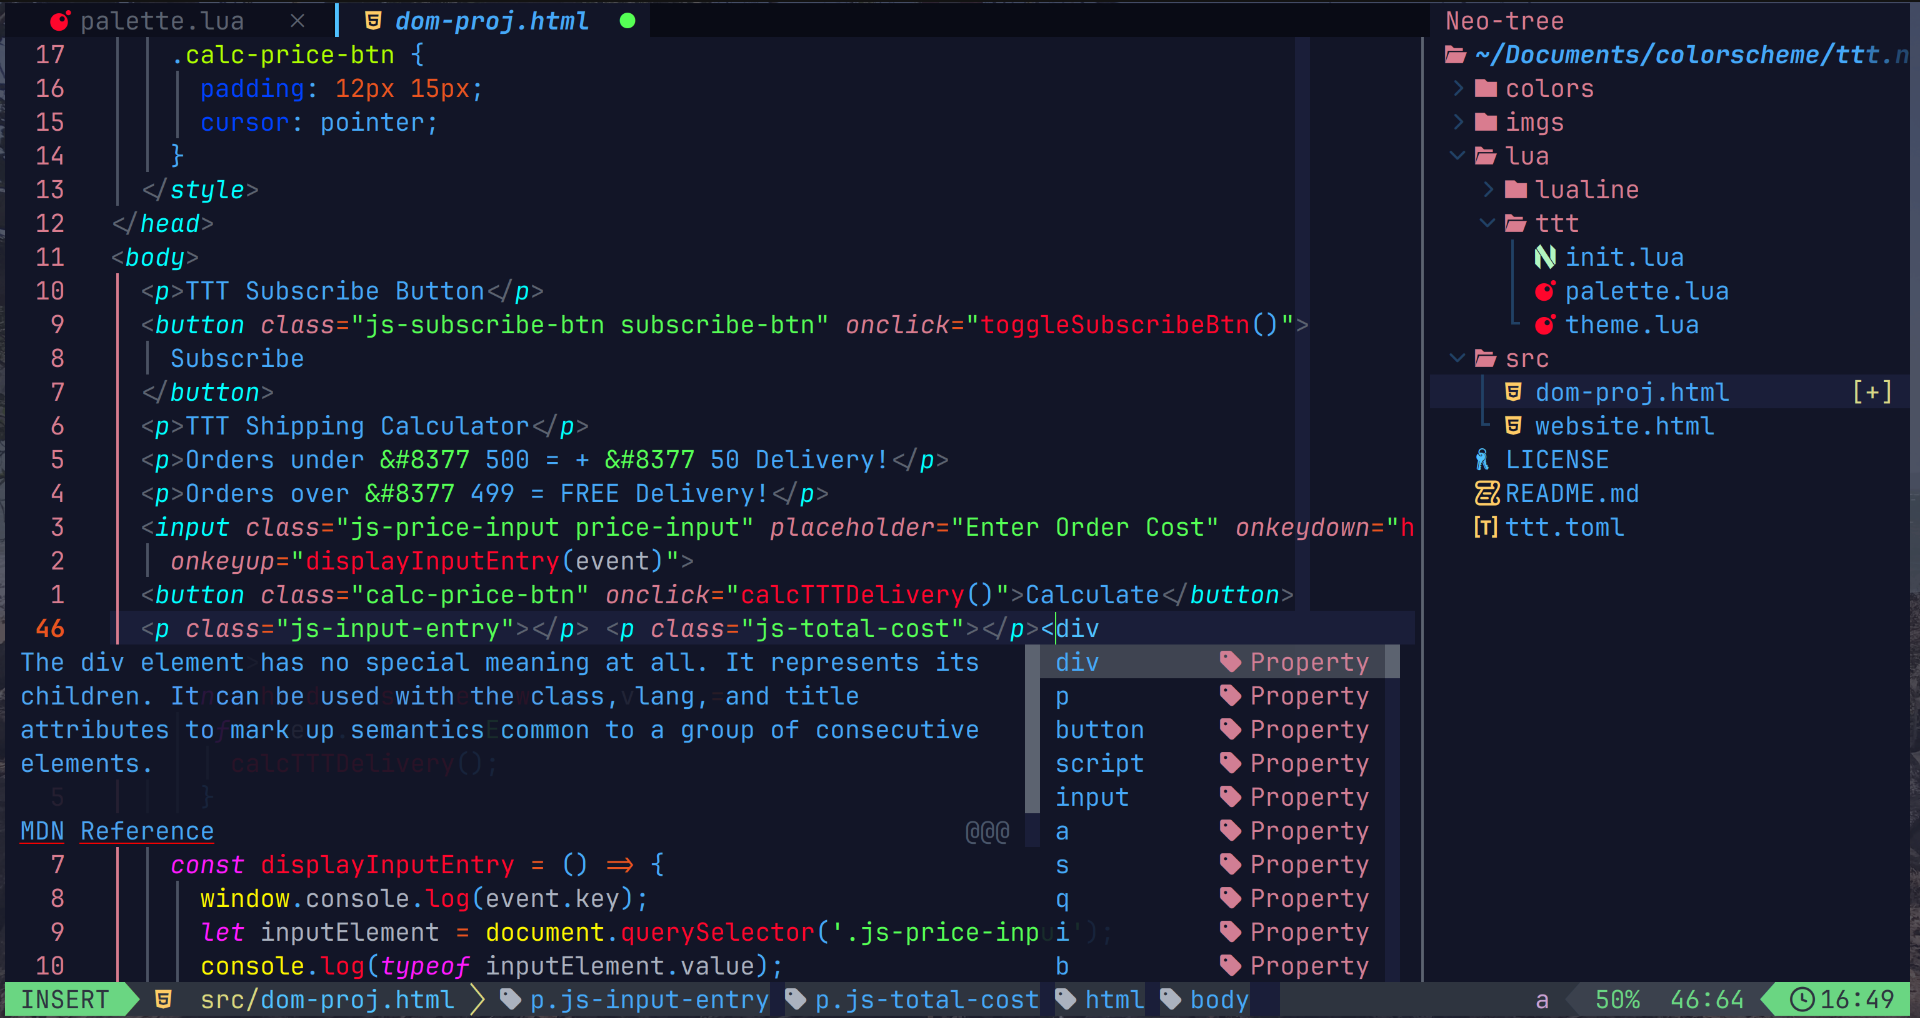 palette.lua × dom-proj.html
17 .calc-price-btn {
16 padding: 12px 15px;
15 cursor: pointer;
14 }
13 </style>
12 </head>
11 <body>
10 <p>TTT Subscribe Button</p>
9 <button class="js-subscribe-btn subscribe-btn" onclick="toggleSubscribeBtn()">
8 Subscribe
7 </button>
6 <p>TTT Shipping Calculator</p>
5 <p>Orders under &#8377 500 = + &#8377 50 Delivery!</p>
4 <p>Orders over &#8377 499 = FREE Delivery!</p>
3 <input class="js-price-input price-input" placeholder="Enter Order Cost" onkeydown="h
2 onkeyup="displayInputEntry(event)">
1 <button class="calc-price-btn" onclick="calcTTTDelivery()">Calculate</button>
46 <p class="js-input-entry"></p> <p class="js-total-cost"></p><div
The div element has no special meaning at all. It represents its
children. It can be used with the class, lang, and title
attributes to mark up semantics common to a group of consecutive
elements.
calcTTTDelivery();
5 }
MDN Reference @@@
div Property
p Property
button Property
script Property
input Property
a Property
s Property
q Property
i Property
b Property
7 const displayInputEntry = () => {
8 window.console.log(event.key);
9 let inputElement = document.querySelector('.js-price-inpu');
10 console.log(typeof inputElement.value);
INSERT src/dom-proj.html p.js-input-entry p.js-total-cost html body a 50% 46:64 16:49
Neo-tree
~/Documents/colorscheme/ttt.n
colors
imgs
lua
lualine
ttt
init.lua
palette.lua
theme.lua
src
dom-proj.html [+]
website.html
LICENSE
README.md
[T] ttt.toml